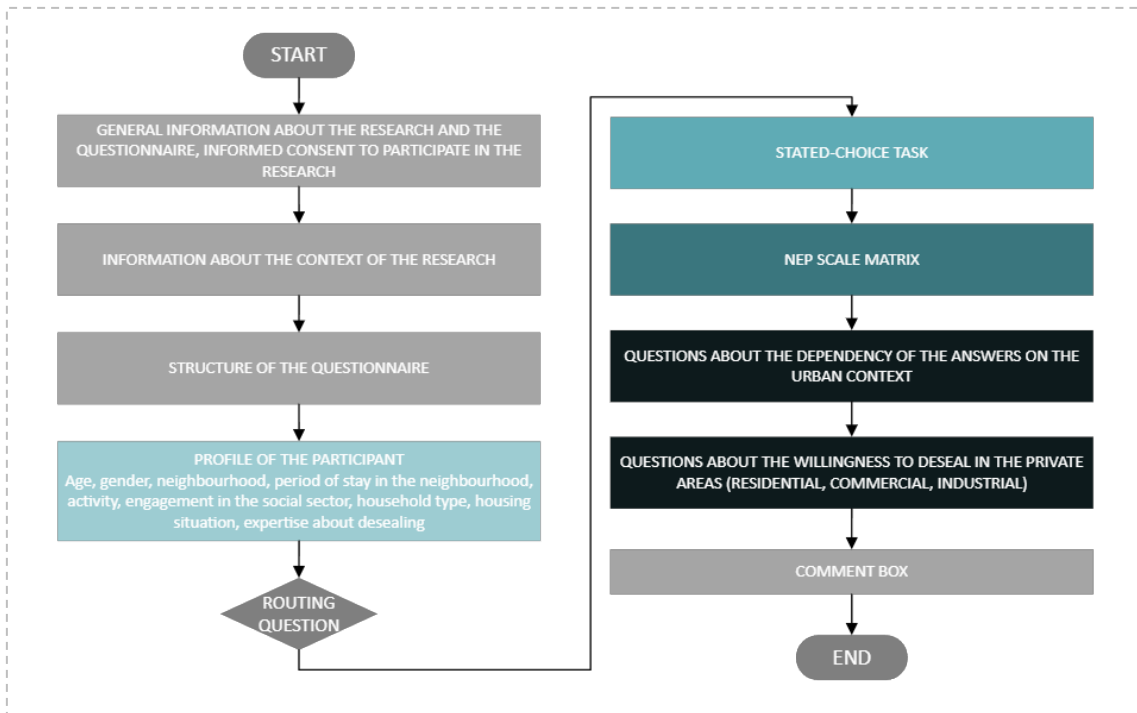 START
GENERAL INFORMATION ABOUT THE RESEARCH AND THE
QUESTIONNAIRE, INFORMED CONSENT TO PARTICIPATE IN THE
RESEARCH
INFORMATION ABOUT THE CONTEXT OF THE RESEARCH
STRUCTURE OF THE QUESTIONNAIRE
PROFILE OF THE PARTICIPANT
Age, gender, neighbourhood, period of stay in the neighbourhood,
activity, engagement in the social sector, household type, housing
situation, expertise about desealing
ROUTING
QUESTION
STATED-CHOICE TASK
NEP SCALE MATRIX
QUESTIONS ABOUT THE DEPENDENCY OF THE ANSWERS ON THE
URBAN CONTEXT
QUESTIONS ABOUT THE WILLINGNESS TO DESEAL IN THE PRIVATE
AREAS (RESIDENTIAL, COMMERCIAL, INDUSTRIAL)
COMMENT BOX
END